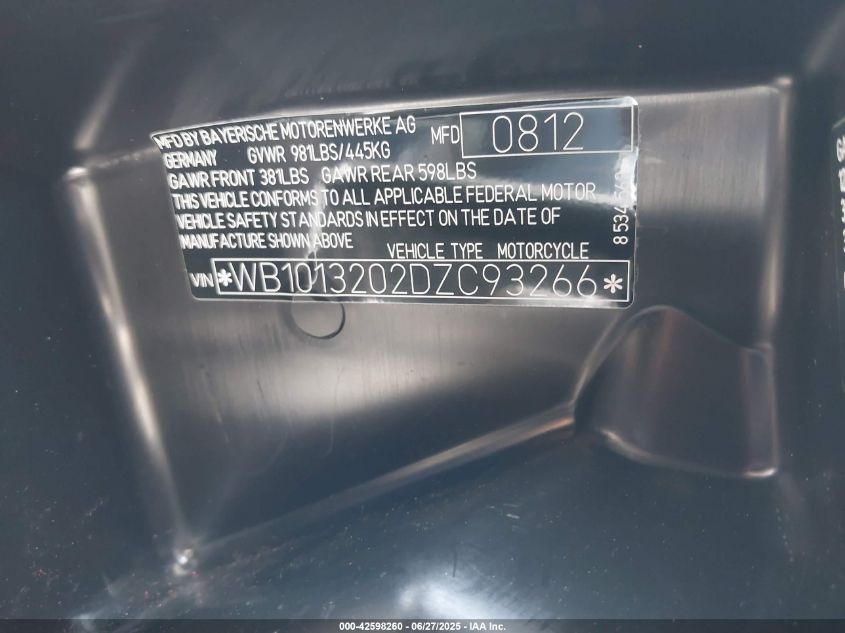 MFD BY BAYERISCHE MOTORENWERKE AG MFD 0812
GERMANY GVWR 981LBS/445KG
GAWR FRONT 381LBS GAWR REAR 598LBS
THIS VEHICLE CONFORMS TO ALL APPLICABLE FEDERAL MOTOR
VEHICLE SAFETY STANDARDS IN EFFECT ON THE DATE OF
MANUFACTURE SHOWN ABOVE
VEHICLE TYPE MOTORCYCLE
VIN *WB1013202DZC93266*
000-42598260 - 06/27/2025 - IAA Inc.